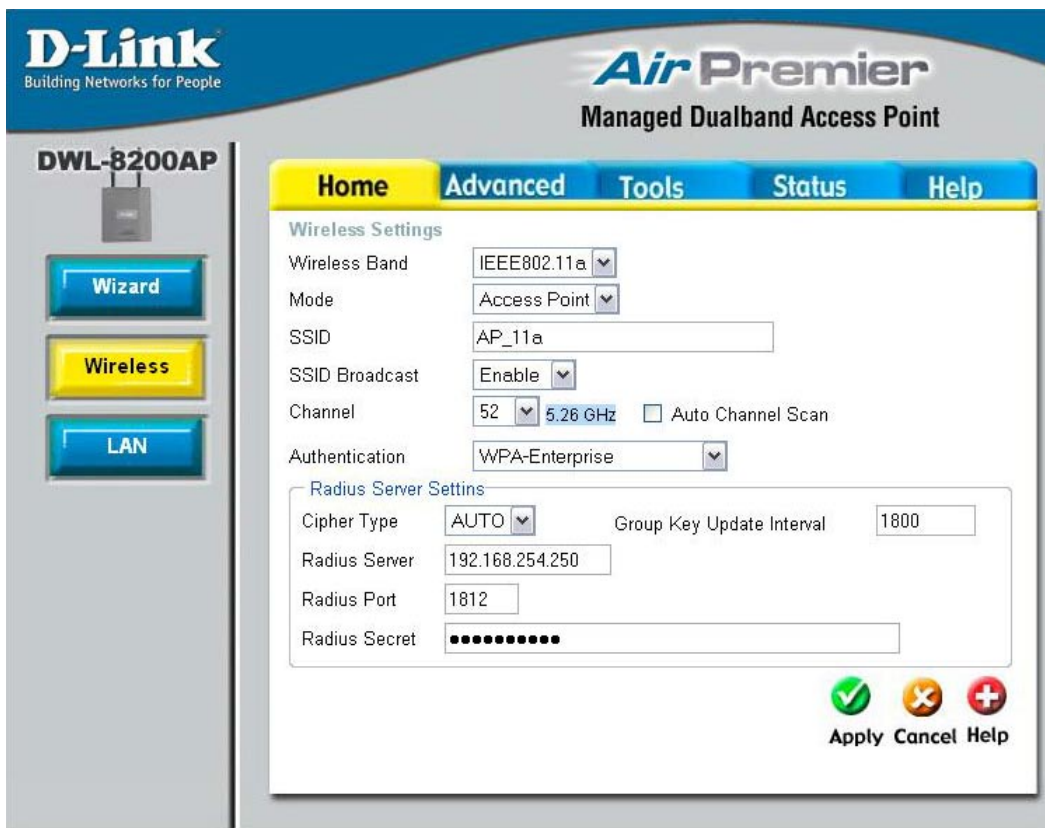 D-Link
Building Networks for People
Air Premier
Managed Dualband Access Point
DWL-8200AP
Home Advanced Tools Status Help
Wizard
Wireless
LAN
Wireless Settings
Wireless Band IEEE802.11a
Mode Access Point
SSID AP_11a
SSID Broadcast Enable
Channel 52 5.26 GHz Auto Channel Scan
Authentication WPA-Enterprise
Radius Server Settins
Cipher Type AUTO Group Key Update Interval 1800
Radius Server 192.168.254.250
Radius Port 1812
Radius Secret ●●●●●●●●●●
Apply Cancel Help